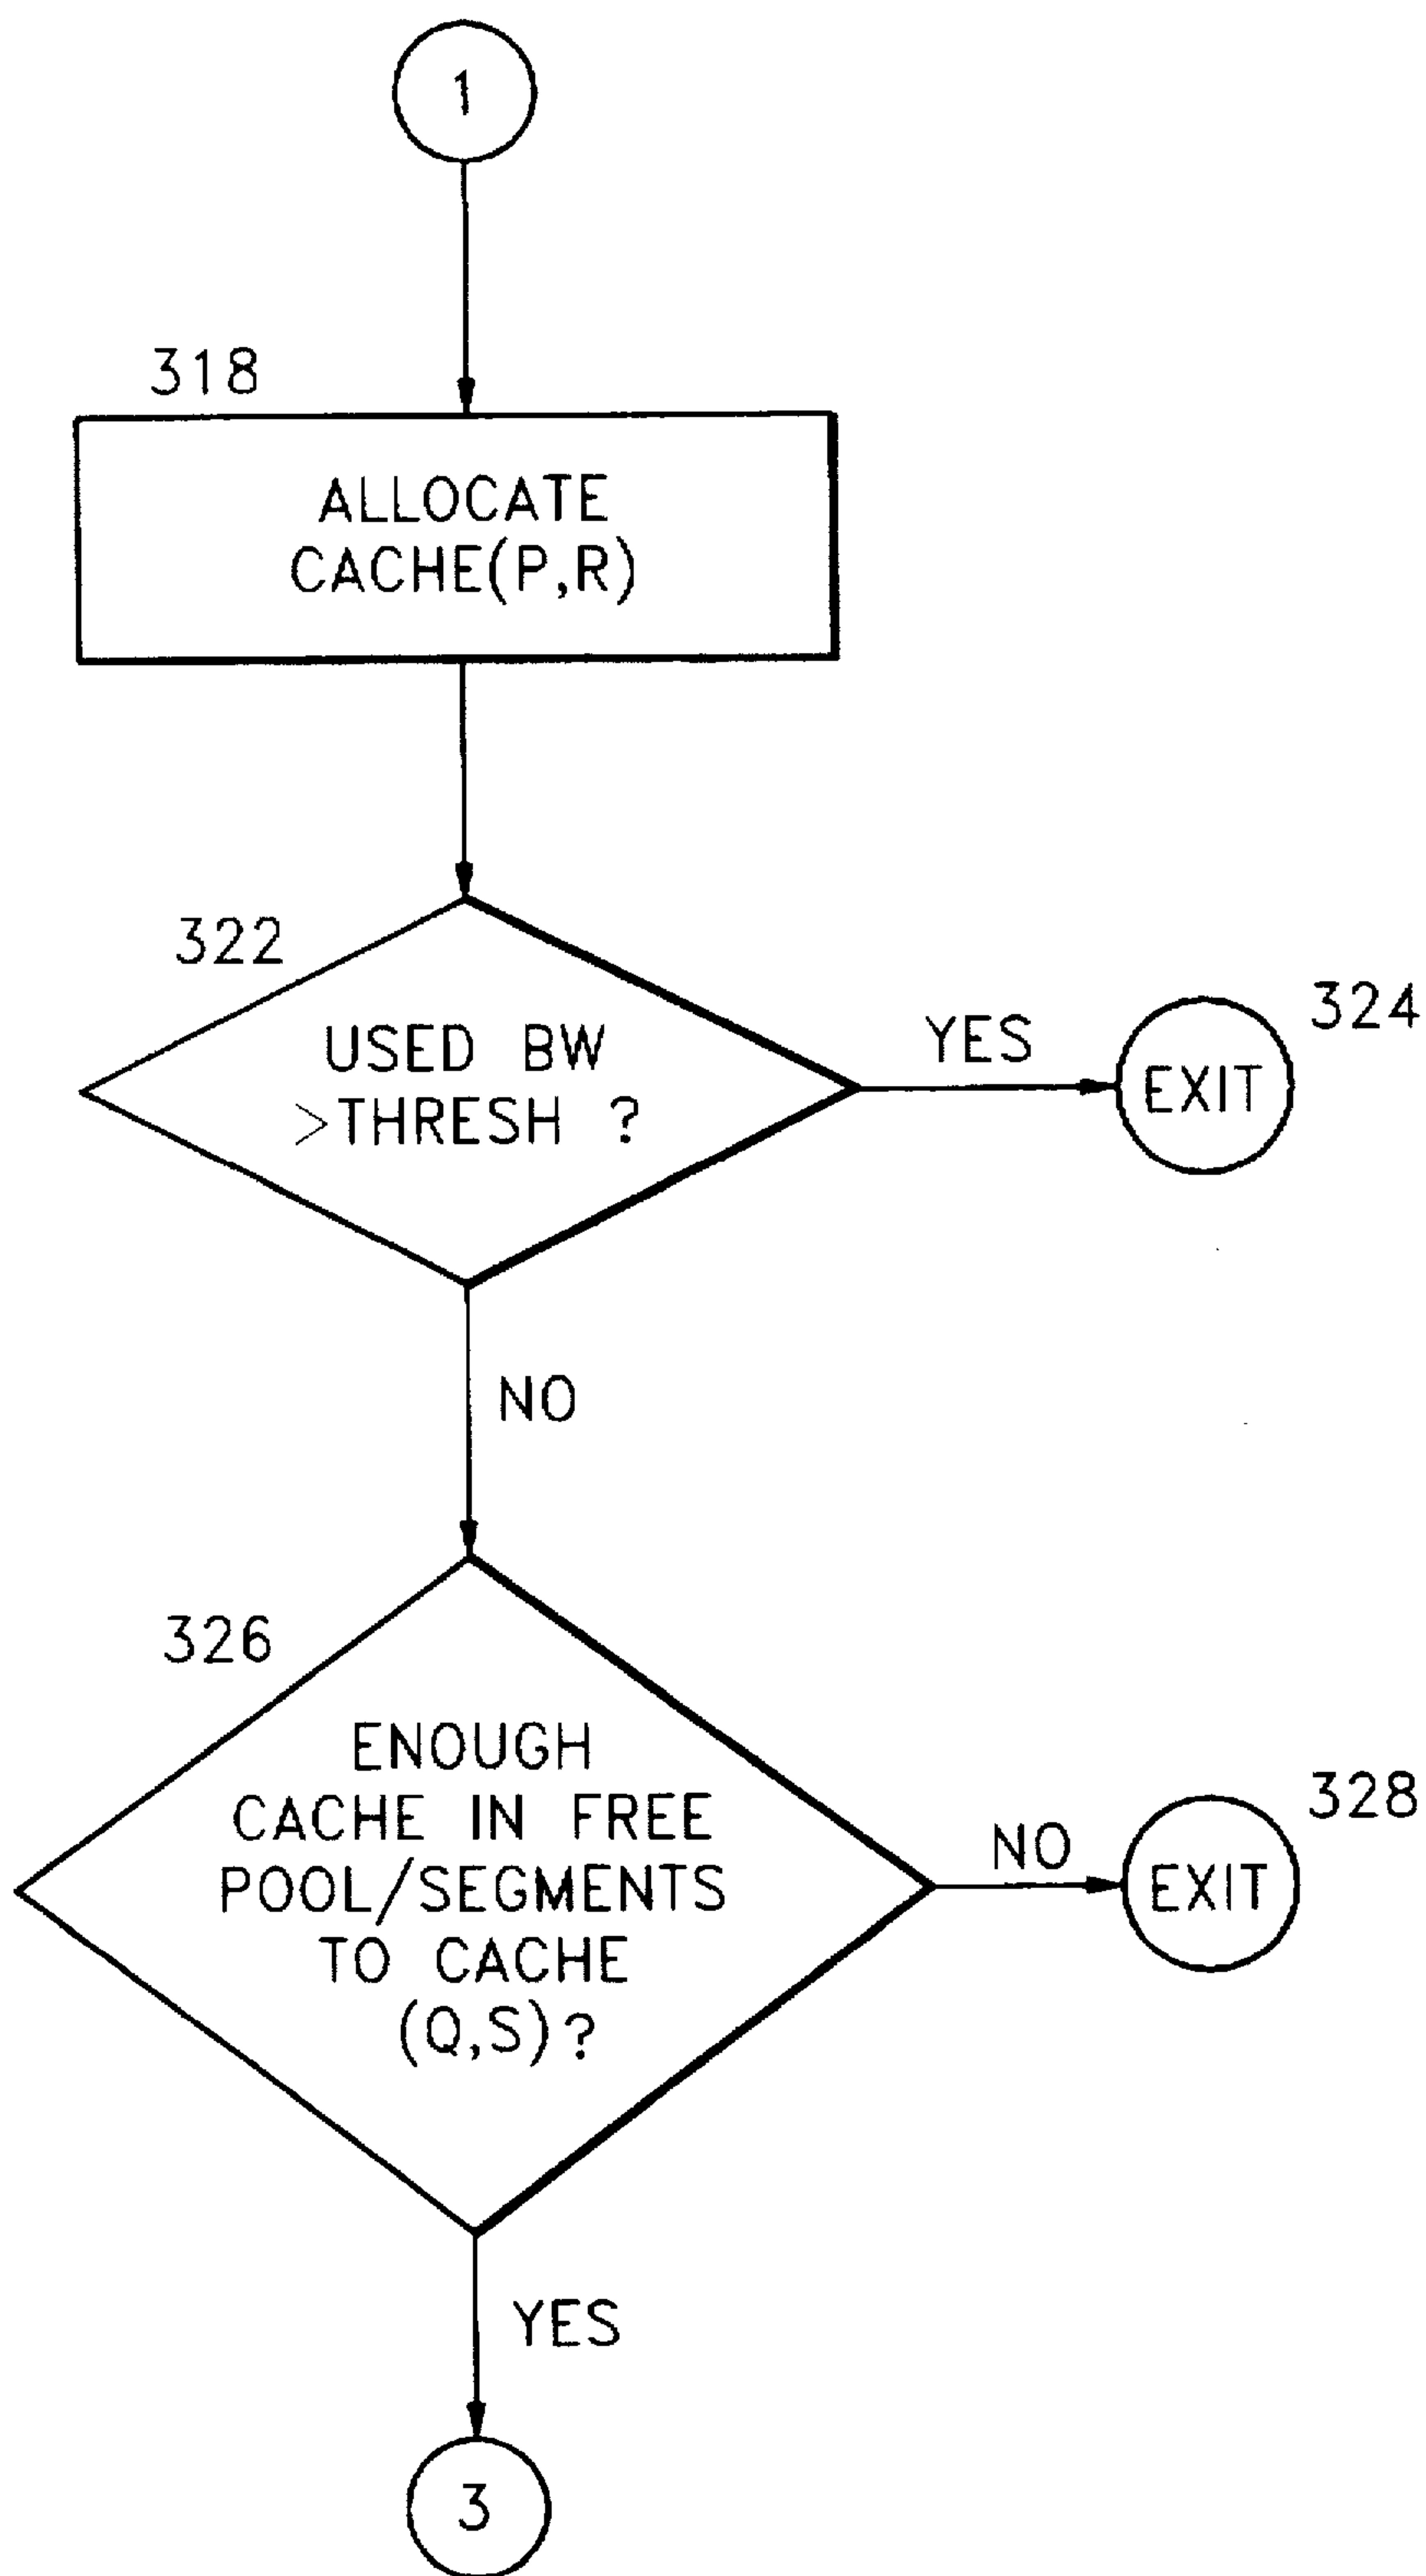 1
318
ALLOCATE
CACHE(P,R)
322
USED BW
>THRESH ?
YES
EXIT
324
NO
326
ENOUGH
CACHE IN FREE
POOL/SEGMENTS
TO CACHE
(Q,S)?
NO
EXIT
328
YES
3